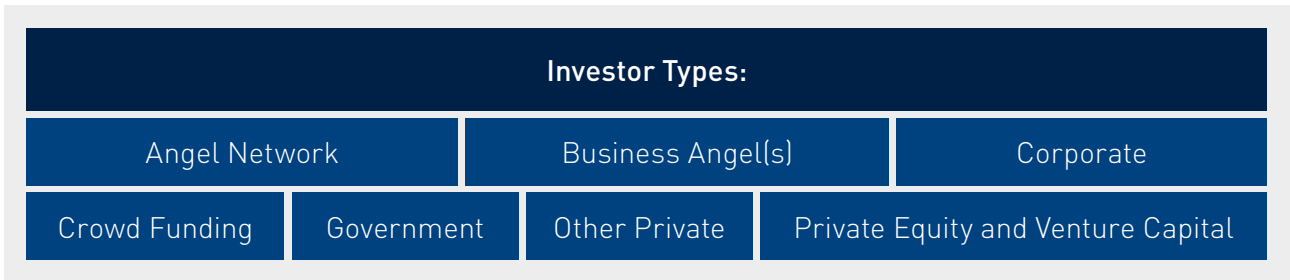 Investor Types:
Angel Network Business Angel(s) Corporate
Crowd Funding Government Other Private Private Equity and Venture Capital